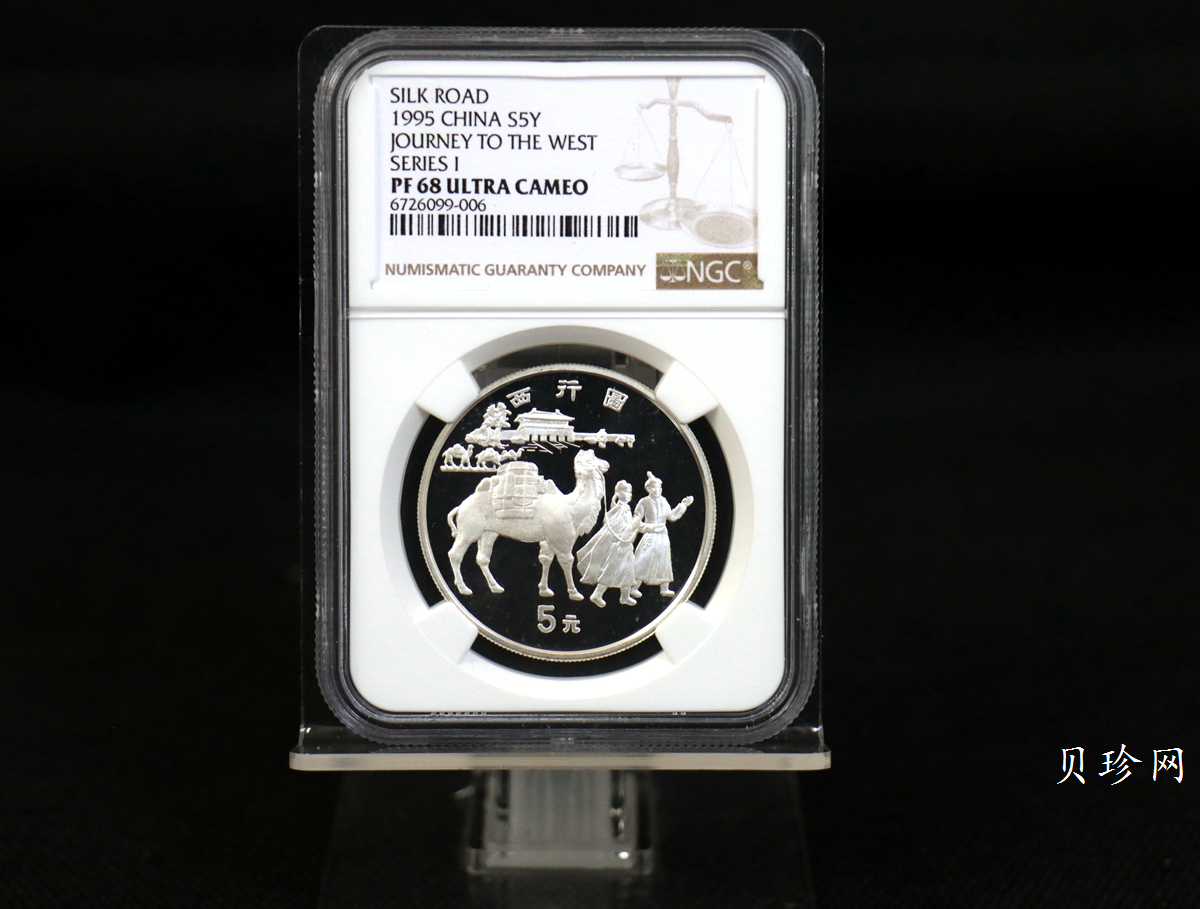 SILK ROAD
1995 CHINA S5Y
JOURNEY TO THE WEST
SERIES I
PF 68 ULTRA CAMEO
6726099-006
NUMISMATIC GUARANTY COMPANY
NGC®
西行圖
5元
贝珍网